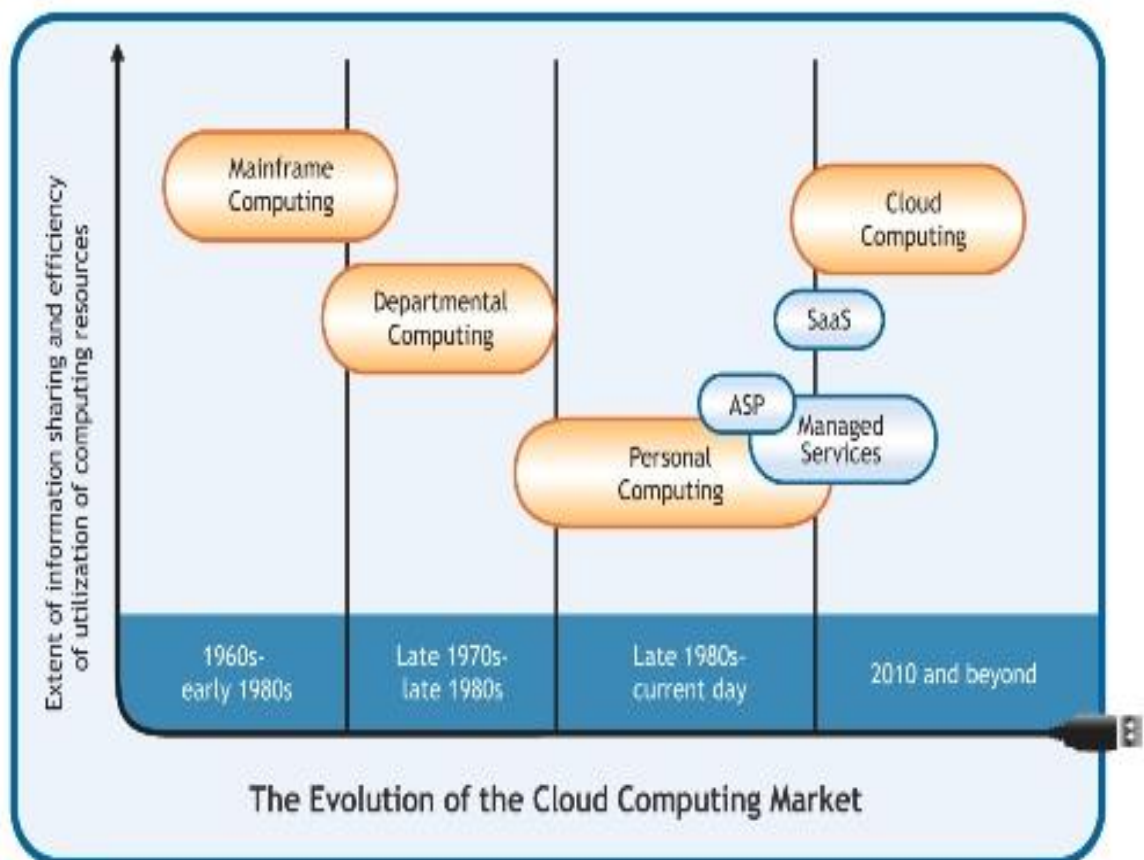 Extent of information sharing and efficiency
of utilization of computing resources
Mainframe
Computing
Departmental
Computing
Personal
Computing
ASP
Managed
Services
SaaS
Cloud
Computing
1960s-
early 1980s
Late 1970s-
late 1980s
Late 1980s-
current day
2010 and beyond
The Evolution of the Cloud Computing Market